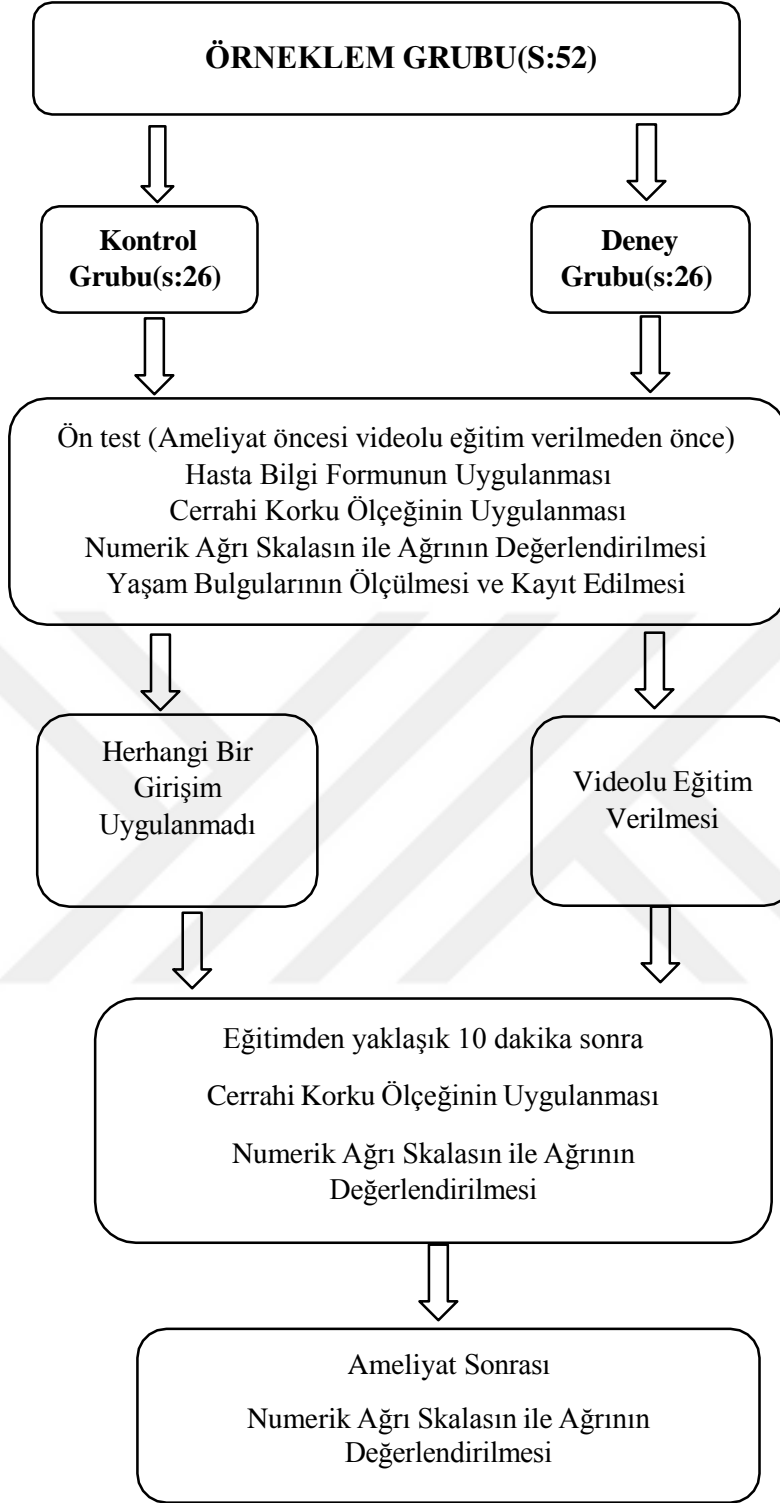 ÖRNEKLEM GRUBU(S:52)
Kontrol
Grubu(s:26)
Deney
Grubu(s:26)
Ön test (Ameliyat öncesi videolu eğitim verilmeden önce)
Hasta Bilgi Formunun Uygulanması
Cerrahi Korku Ölçeğinin Uygulanması
Numerik Ağrı Skalasın ile Ağrının Değerlendirilmesi
Yaşam Bulgularının Ölçülmesi ve Kayıt Edilmesi
Herhangi Bir
Girişim
Uygulanmadı
Videolu Eğitim
Verilmesi
Eğitimden yaklaşık 10 dakika sonra
Cerrahi Korku Ölçeğinin Uygulanması
Numerik Ağrı Skalasın ile Ağrının
Değerlendirilmesi
Ameliyat Sonrası
Numerik Ağrı Skalasın ile Ağrının
Değerlendirilmesi